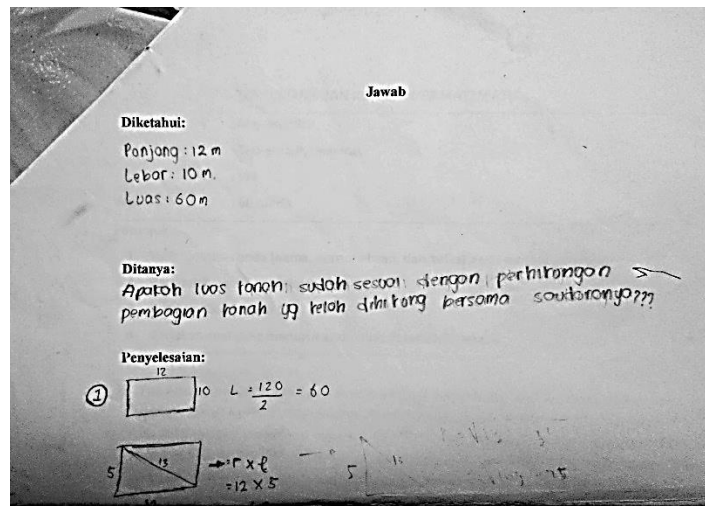 Jawab
Diketahui:
Panjang : 12 m
Lebar : 10 m.
Luas : 60 m
Ditanya:
Apakah luas tanah sudah sesuai dengan perhitungan
pembagian tanah yg telah dihitung bersama saudaranya???
Penyelesaian:
12
1 10 L = 120/2 = 60
5 13 → = P x l
= 12 x 5
5